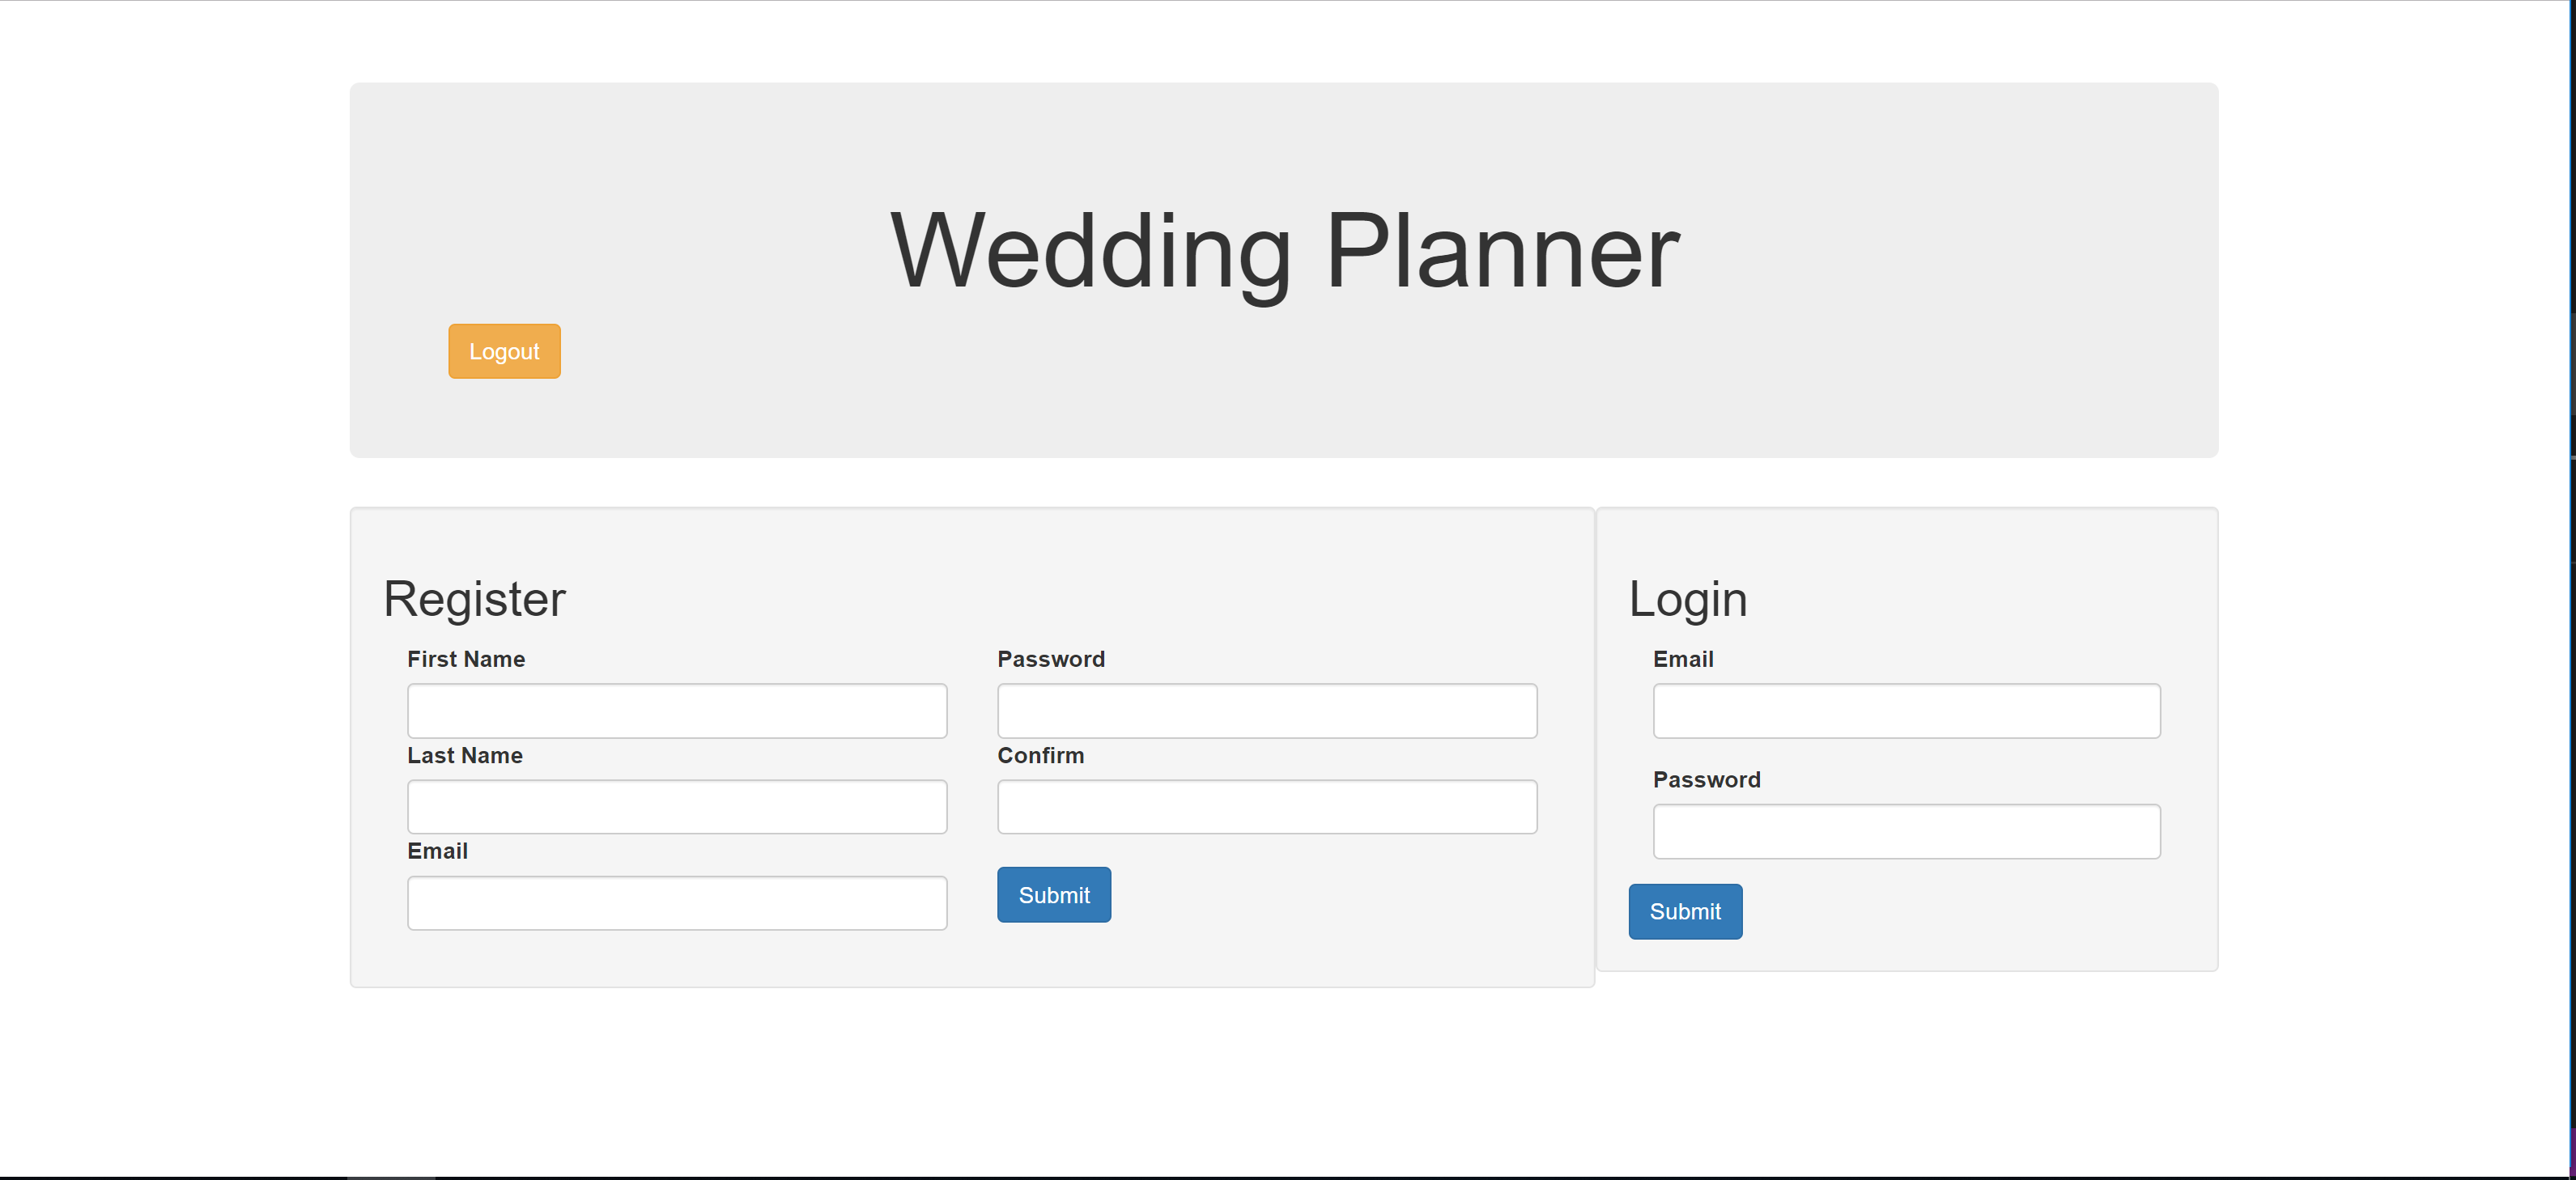 Wedding Planner
Logout
Register
First Name
Last Name
Email
Password
Confirm
Submit
Login
Email
Password
Submit